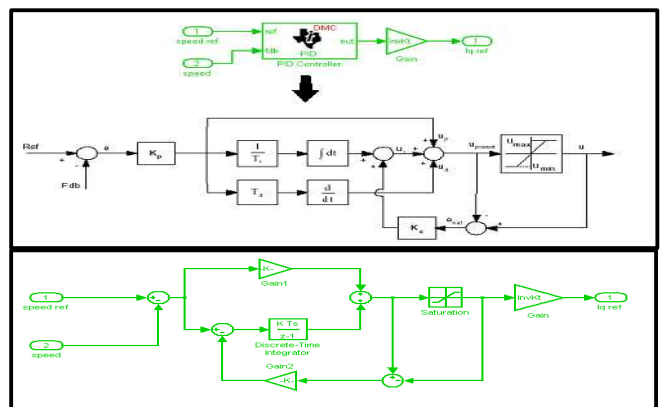 1
speed ref
2
speed
DMC
ref
fdb
out
PID
PID Controller
InvKt
Gain
1
Iq ref
Ref
+
-
Fdb
e
Kp
1
Ti
∫ dt
Td
d
dt
+
+
ui
up
+
+
+
ud
upresat
Umax
Umin
u
Kc
esat
-
+
1
speed ref
2
speed
-K-
Gain1
K Ts
z-1
Discrete-Time
Integrator
Gain2
-K-
Saturation
InvKt
Gain
1
Iq ref